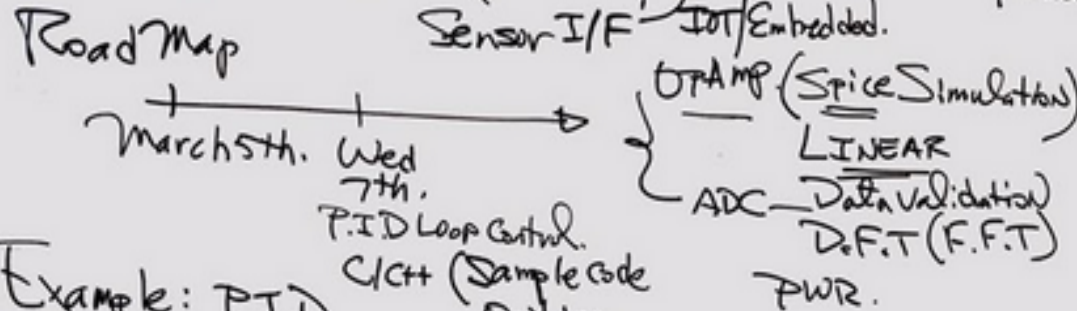 Road Map
Sensor I/F IOT/Embedded.
OPAmp. (Spice Simulation)
LINEAR
ADC Data Validation
D.F.T (F.F.T)
PWR.
March 5th. Wed
7th.
P.I.D Loop Control.
C/C++ (Sample Code
Example: PID